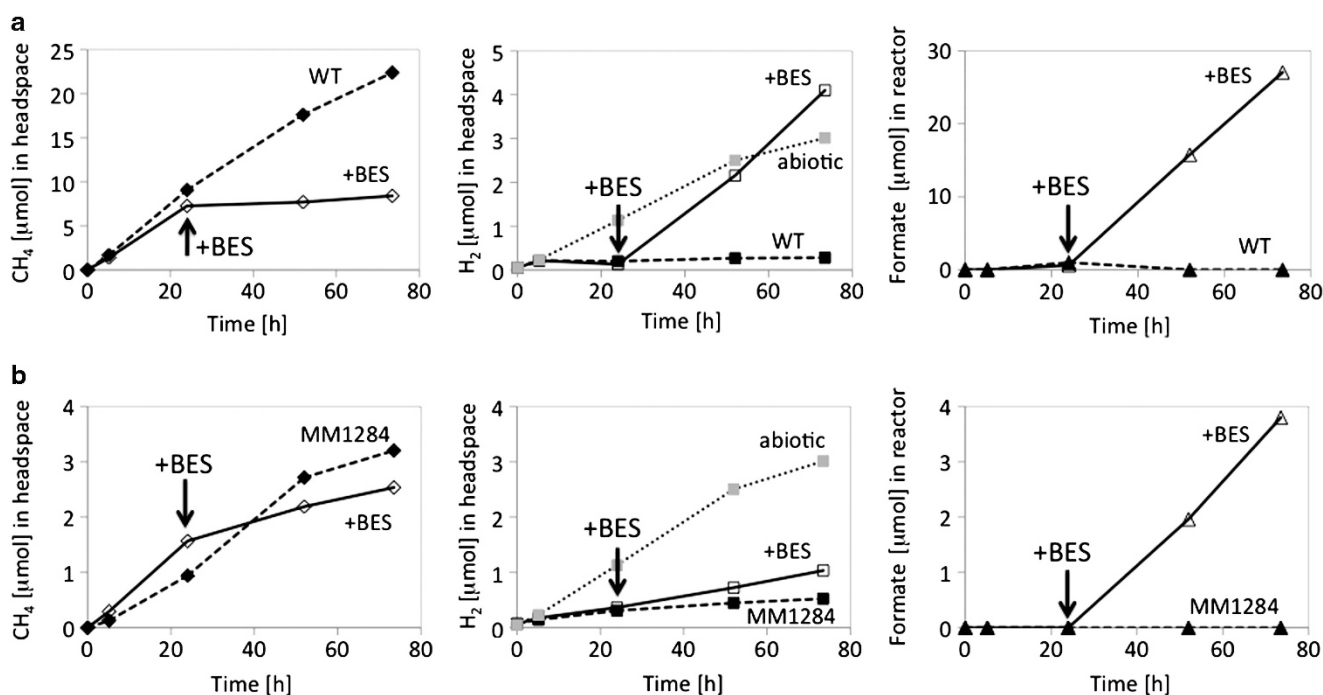 a
CH₄ [µmol] in headspace
25
20
15
10
5
0
0 20 40 60 80
Time [h]
WT
+BES
+BES
H₂ [µmol] in headspace
5
4
3
2
1
0
0 20 40 60 80
Time [h]
+BES
abiotic
+BES
WT
Formate [µmol] in reactor
30
20
10
0
0 20 40 60 80
Time [h]
+BES
+BES
WT
b
CH₄ [µmol] in headspace
4
3
2
1
0
0 20 40 60 80
Time [h]
MM1284
+BES
+BES
H₂ [µmol] in headspace
4
3
2
1
0
0 20 40 60 80
Time [h]
abiotic
+BES
+BES
MM1284
Formate [µmol] in reactor
4
3
2
1
0
0 20 40 60 80
Time [h]
+BES
+BES
MM1284